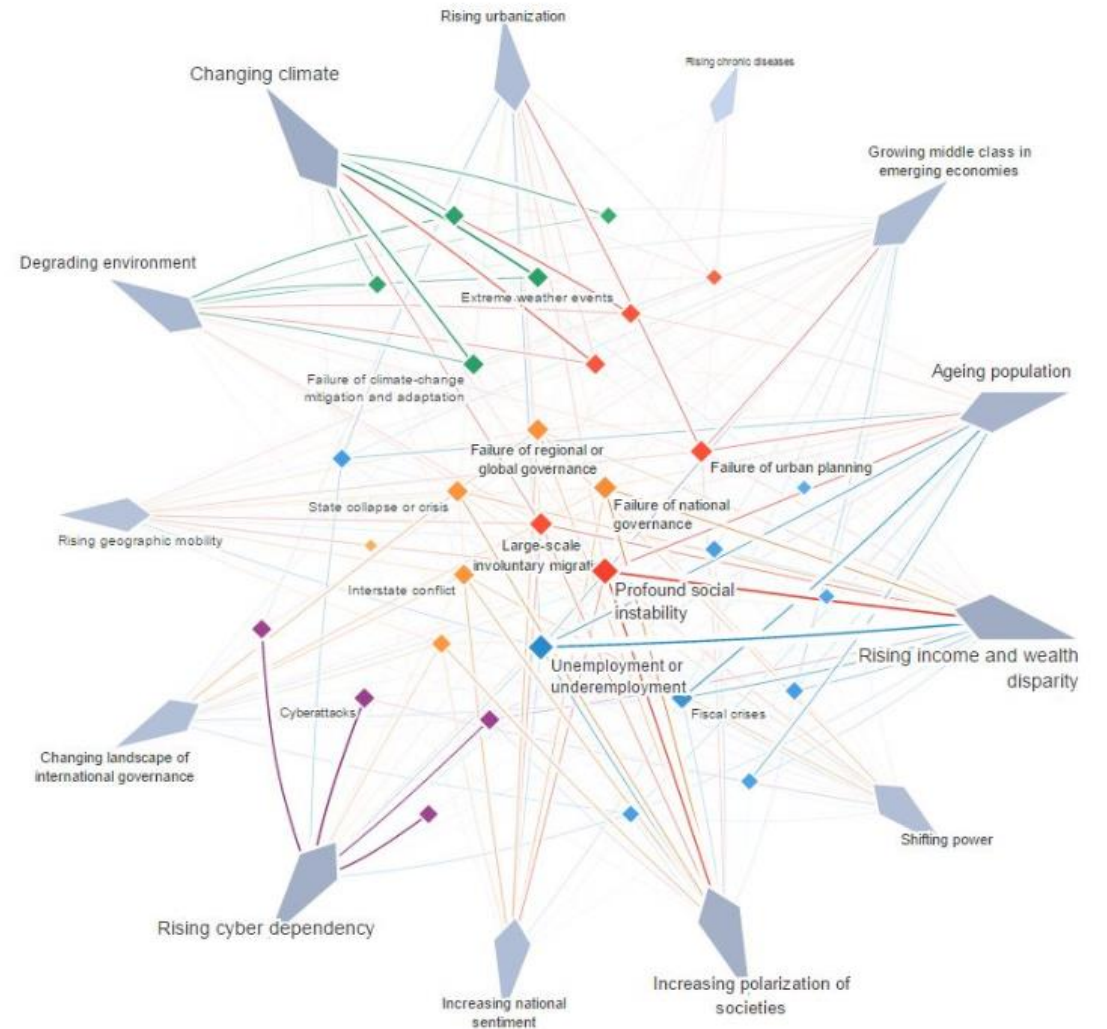 Rising urbanization
Rising chronic diseases
Changing climate
Growing middle class in
emerging economies
Degrading environment
Extreme weather events
Failure of climate-change
mitigation and adaptation
Ageing population
Failure of regional or
global governance
Failure of urban planning
State collapse or crisis
Failure of national
governance
Rising geographic mobility
Large-scale
involuntary migrati
Interstate conflict
Profound social
instability
Unemployment or
underemployment
Rising income and wealth
disparity
Cyberattacks
Fiscal crises
Changing landscape of
international governance
Shifting power
Rising cyber dependency
Increasing polarization of
societies
Increasing national
sentiment